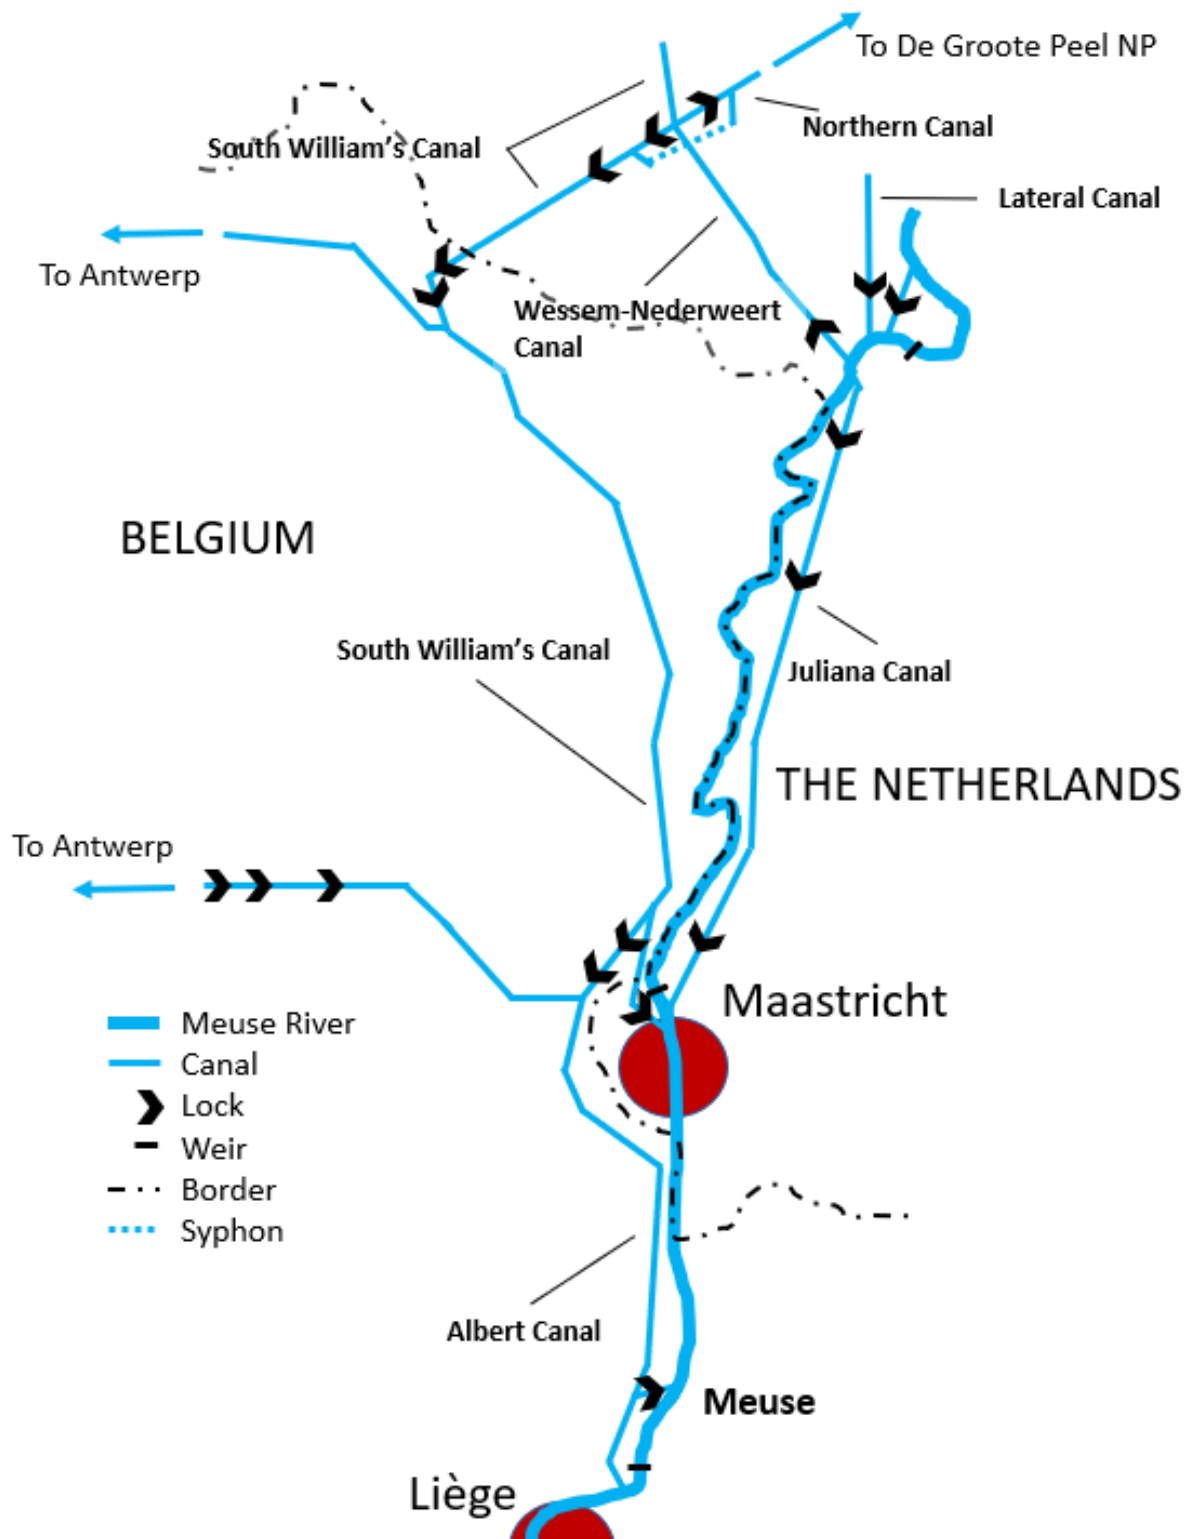 To De Groote Peel NP
Northern Canal
South William's Canal
Lateral Canal
To Antwerp
Wessem-Nederweert
Canal
BELGIUM
South William's Canal
Juliana Canal
THE NETHERLANDS
To Antwerp
Maastricht
Meuse River
Canal
Lock
Weir
Border
Syphon
Albert Canal
Meuse
Liège